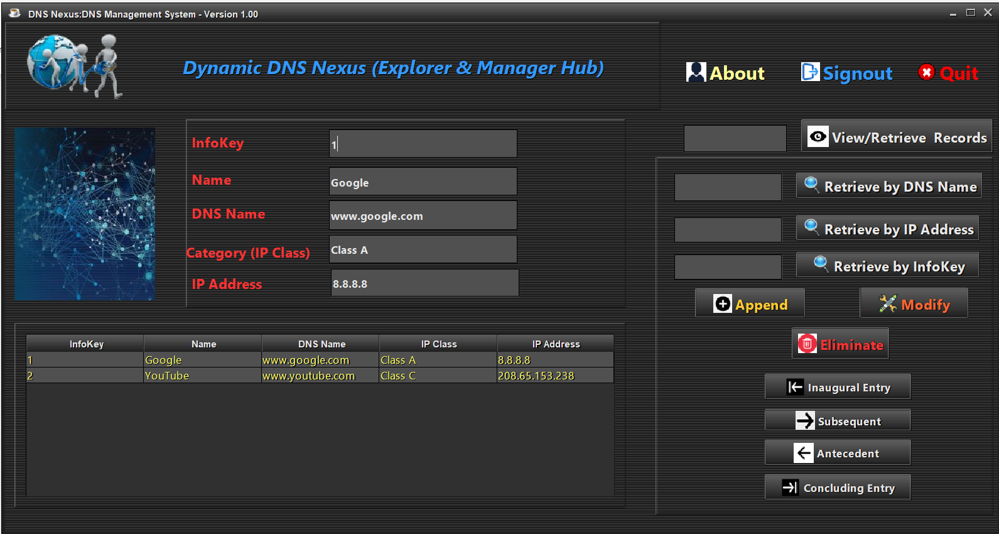 DNS Nexus:DNS Management System - Version 1.00
Dynamic DNS Nexus (Explorer & Manager Hub)
About
Signout
Quit
InfoKey
1
View/Retrieve Records
Name
Google
Retrieve by DNS Name
DNS Name
www.google.com
Retrieve by IP Address
Category (IP Class)
Class A
Retrieve by InfoKey
IP Address
8.8.8.8
Append
Modify
Eliminate
InfoKey Name DNS Name IP Class IP Address
1 Google www.google.com Class A 8.8.8.8
2 YouTube www.youtube.com Class C 208.65.153.238
Inaugural Entry
Subsequent
Antecedent
Concluding Entry